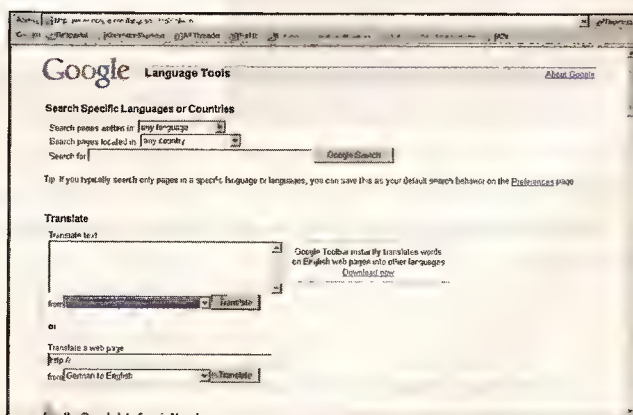 Google Language Tools
About Google
Search Specific Languages or Countries
Search pages written in any language
Search pages located in any country
Search for Google Search
Tip: If you typically search only pages in a specific language or languages, you can save this as your default search behavior on the Preferences page
Translate
Translate text
Google Toolbar instantly translates words
on English web pages into other languages
Download now
from Translate
or
Translate a web page
http://
from German to English Translate